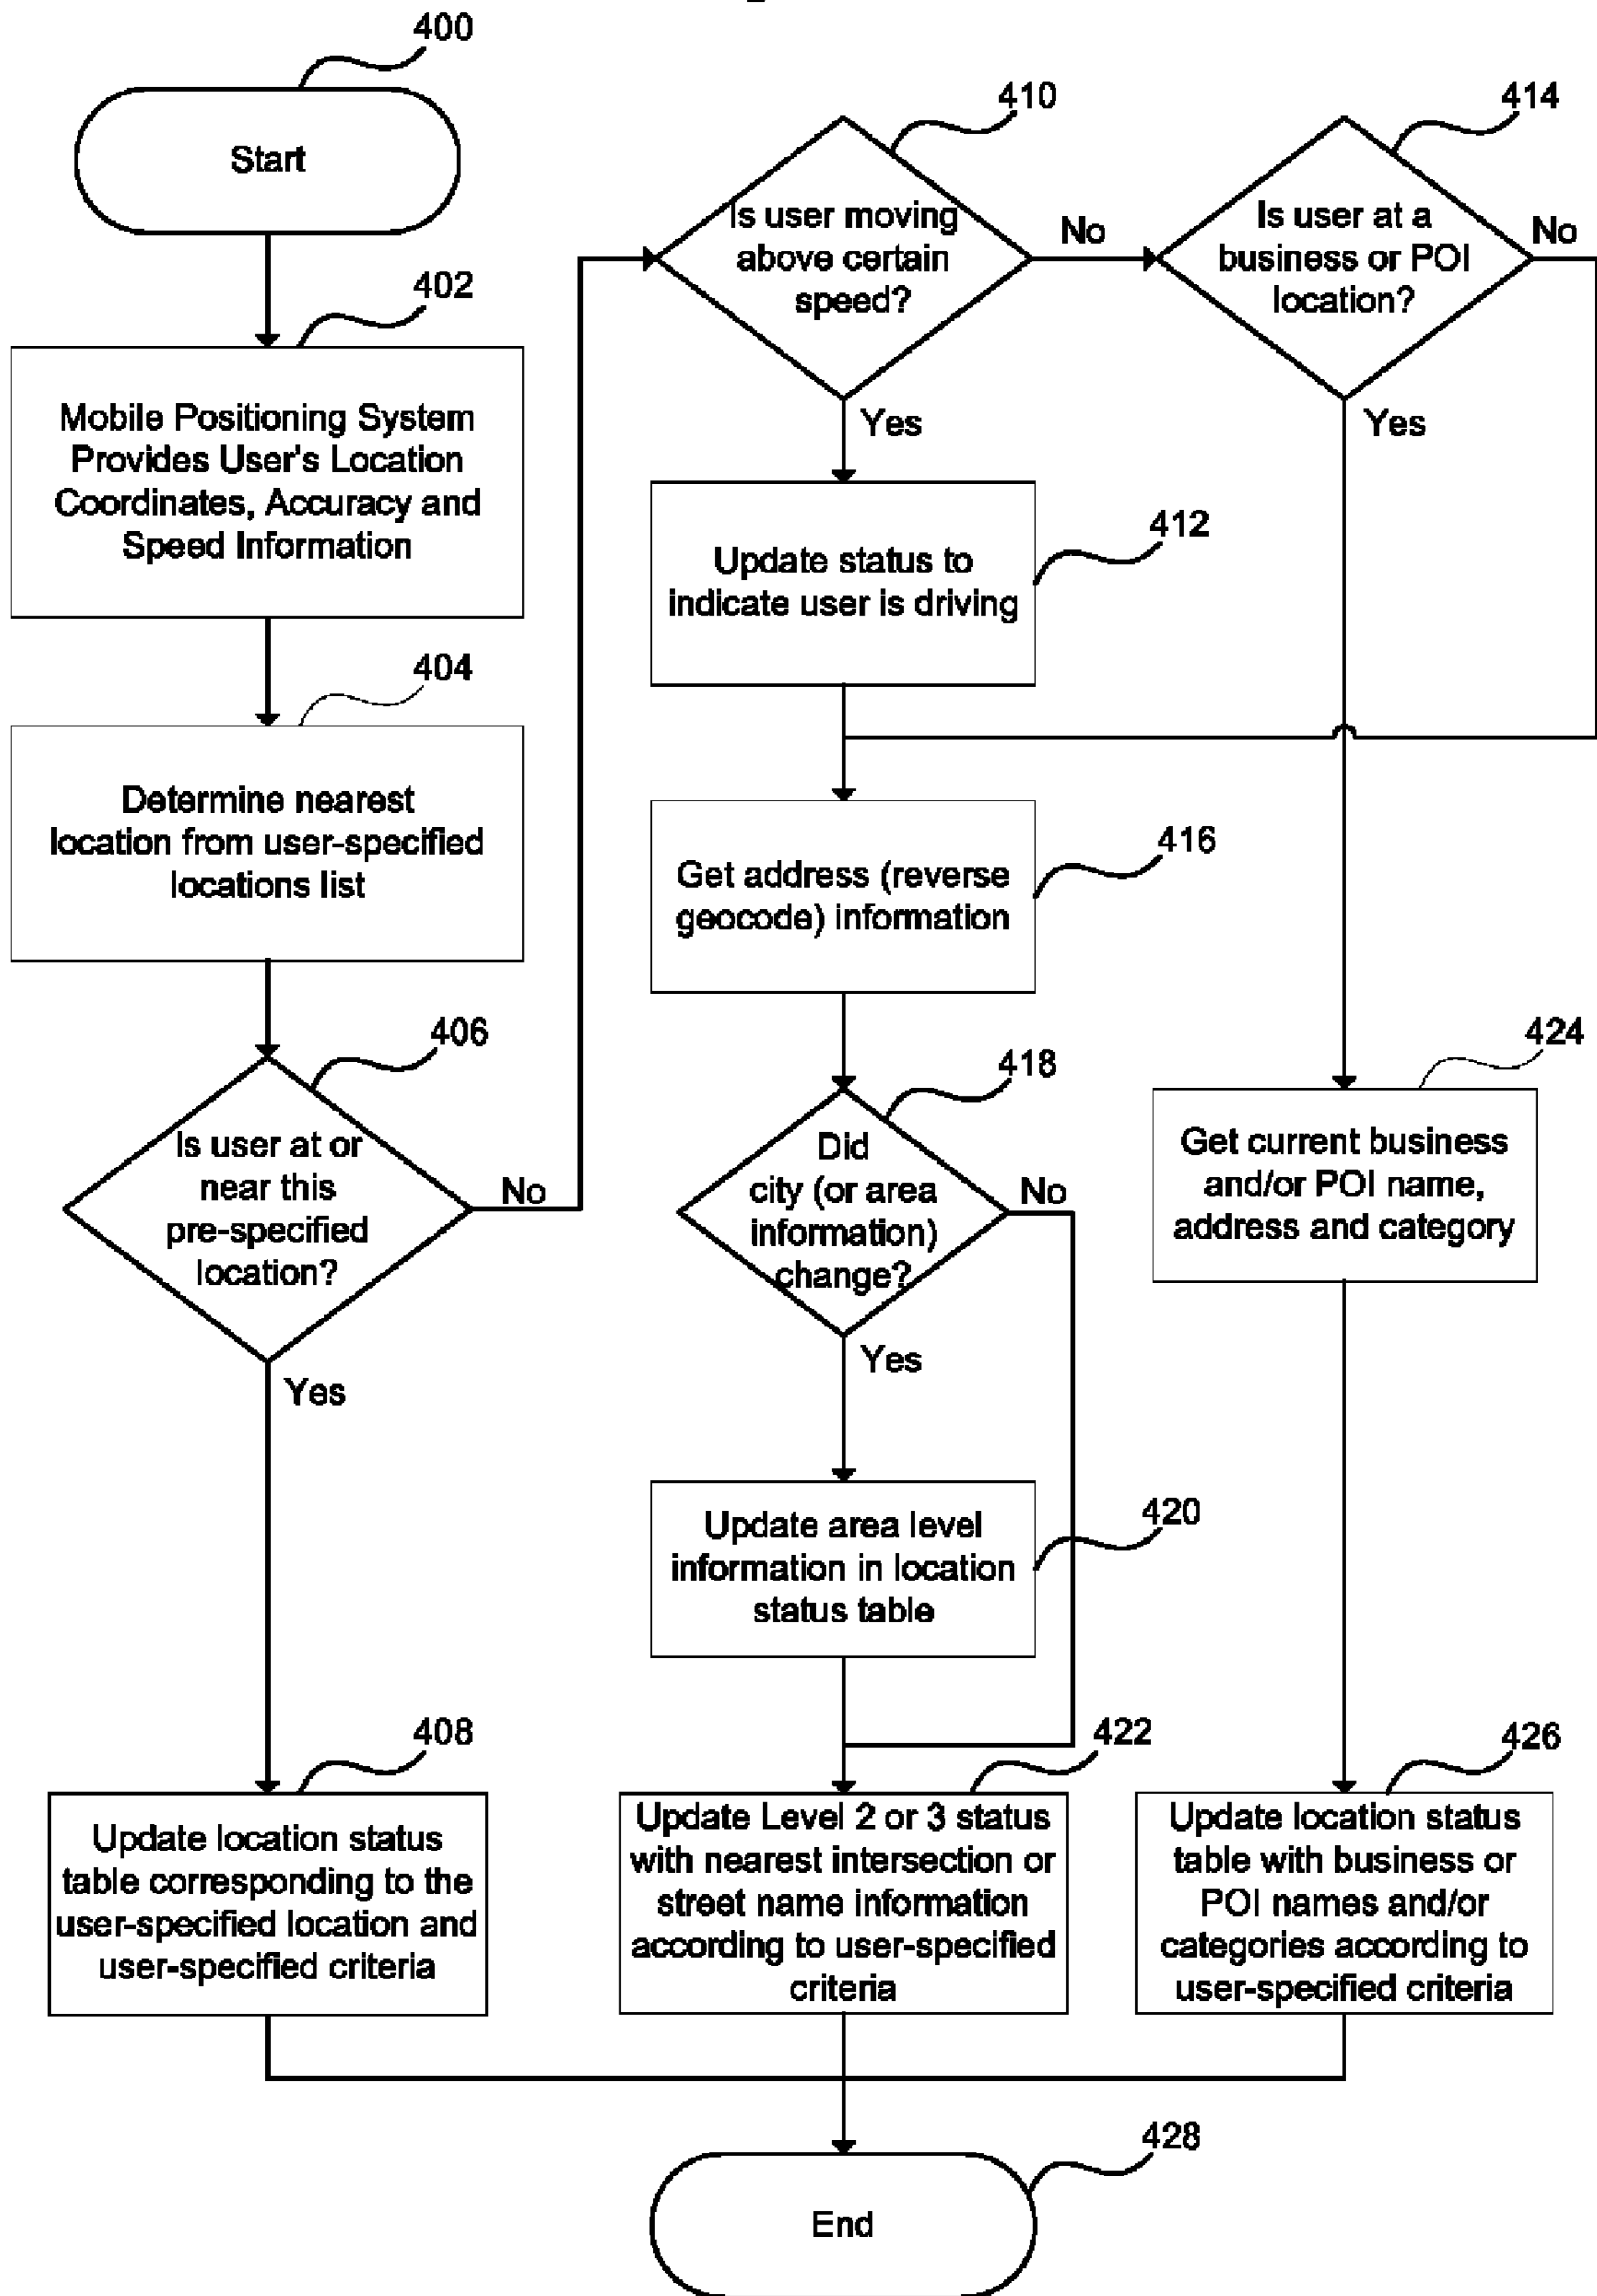 400
Start
402
Mobile Positioning System
Provides User's Location
Coordinates, Accuracy and
Speed Information
404
Determine nearest
location from user-specified
locations list
406
Is user at or
near this
pre-specified
location?
No
Yes
408
Update location status
table corresponding to the
user-specified location and
user-specified criteria
410
Is user moving
above certain
speed?
No
Yes
412
Update status to
indicate user is driving
414
Is user at a
business or POI
location?
No
Yes
416
Get address (reverse
geocode) information
418
Did
city (or area
information)
change?
No
Yes
420
Update area level
information in location
status table
422
Update Level 2 or 3 status
with nearest intersection or
street name information
according to user-specified
criteria
424
Get current business
and/or POI name,
address and category
426
Update location status
table with business or
POI names and/or
categories according to
user-specified criteria
428
End